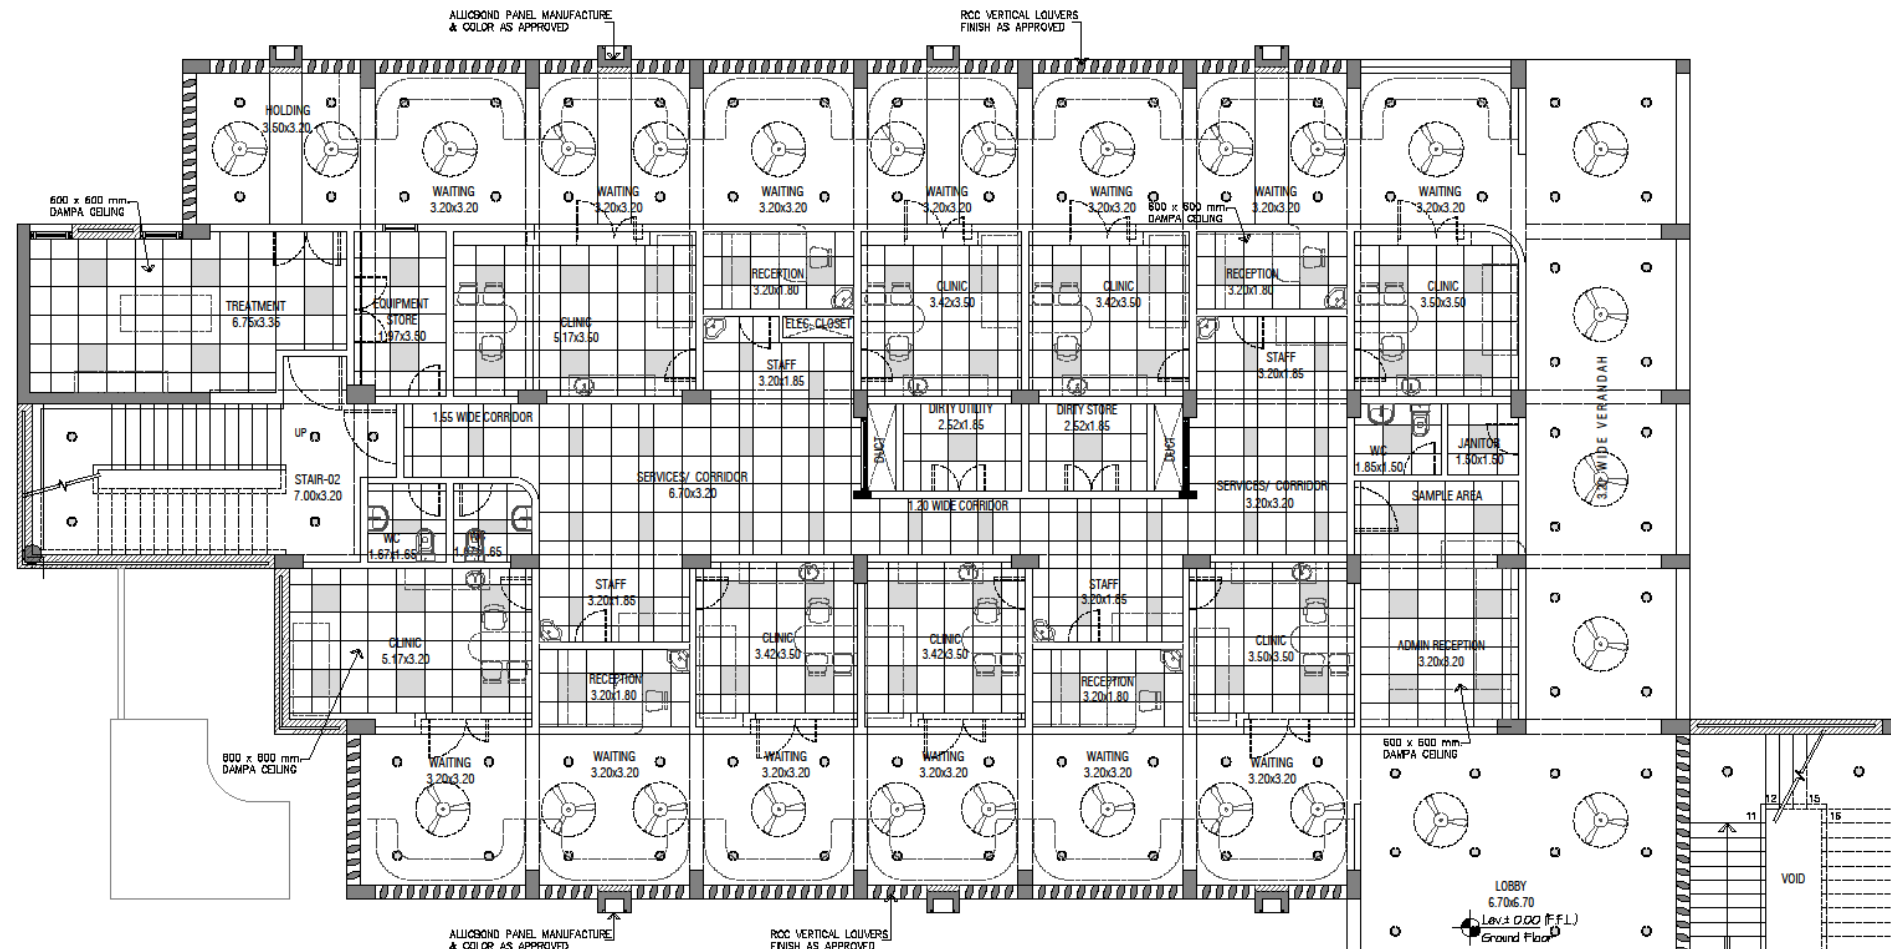 ALUCBOND PANEL MANUFACTURE
& COLOR AS APPROVED
RCC VERTICAL LOUVERS
FINISH AS APPROVED
HOLDING
3.50x3.20
600 x 600 mm.
DAMPA CEILING
WAITING
3.20x3.20
WAITING
3.20x3.20
WAITING
3.20x3.20
WAITING
3.20x3.20
WAITING
3.20x3.20
WAITING
3.20x3.20
WAITING
3.20x3.20
600 x 600 mm.
DAMPA CEILING
TREATMENT
6.75x3.35
EQUIPMENT
STORE
1.97x3.50
CLINIC
5.17x3.50
RECEPTION
3.20x1.80
ELEC. CLOSET
STAFF
3.20x1.85
CLINIC
3.42x3.50
CLINIC
3.42x3.50
RECEPTION
3.20x1.80
STAFF
3.20x1.85
CLINIC
3.50x3.50
3.20 WIDE VERANDAH
1.55 WIDE CORRIDOR
UP
STAIR-02
7.00x3.20
SERVICES/ CORRIDOR
6.70x3.20
DUCT
DIRTY UTILITY
2.52x1.85
DIRTY STORE
2.52x1.85
DUCT
1.20 WIDE CORRIDOR
SERVICES/ CORRIDOR
3.20x3.20
WC
1.85x1.50
JANITOR
1.50x1.50
SAMPLE AREA
WC
1.67x1.65
WC
CLINIC
5.17x3.20
STAFF
3.20x1.85
RECEPTION
3.20x1.80
CLINIC
3.42x3.50
CLINIC
3.42x3.50
STAFF
3.20x1.85
RECEPTION
3.20x1.80
CLINIC
3.50x3.50
ADMIN RECEPTION
3.20x3.20
600 x 600 mm.
DAMPA CEILING
600 x 600 mm.
DAMPA CEILING
WAITING
3.20x3.20
WAITING
3.20x3.20
WAITING
3.20x3.20
WAITING
3.20x3.20
WAITING
3.20x3.20
WAITING
3.20x3.20
12
15
11
16
VOID
LOBBY
6.70x6.70
Lev.± 0.00 (F.F.L)
Ground Floor
ALUCBOND PANEL MANUFACTURE
& COLOR AS APPROVED
RCC VERTICAL LOUVERS
FINISH AS APPROVED